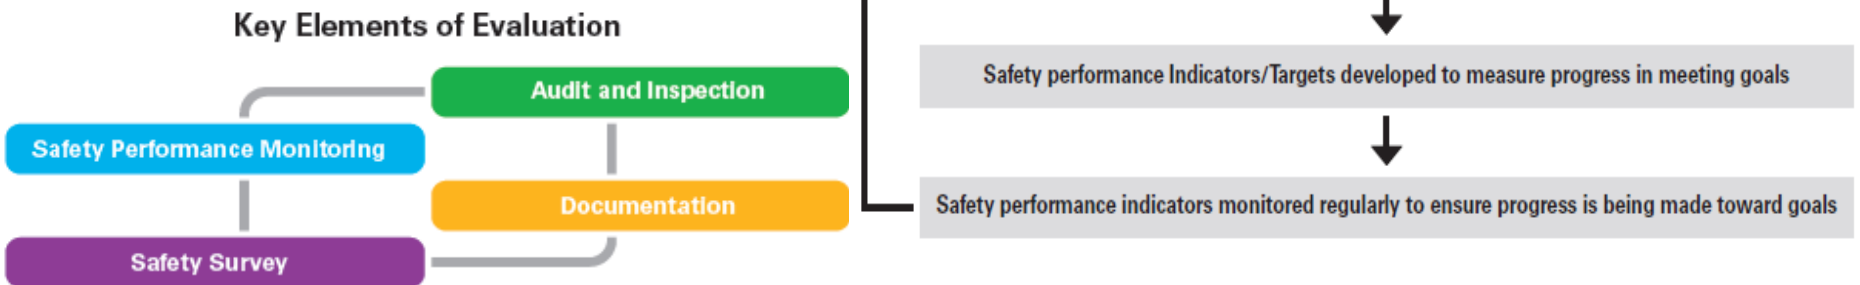 Key Elements of Evaluation
Audit and Inspection
Safety Performance Monitoring
Documentation
Safety Survey
Safety performance Indicators/Targets developed to measure progress in meeting goals
Safety performance indicators monitored regularly to ensure progress is being made toward goals